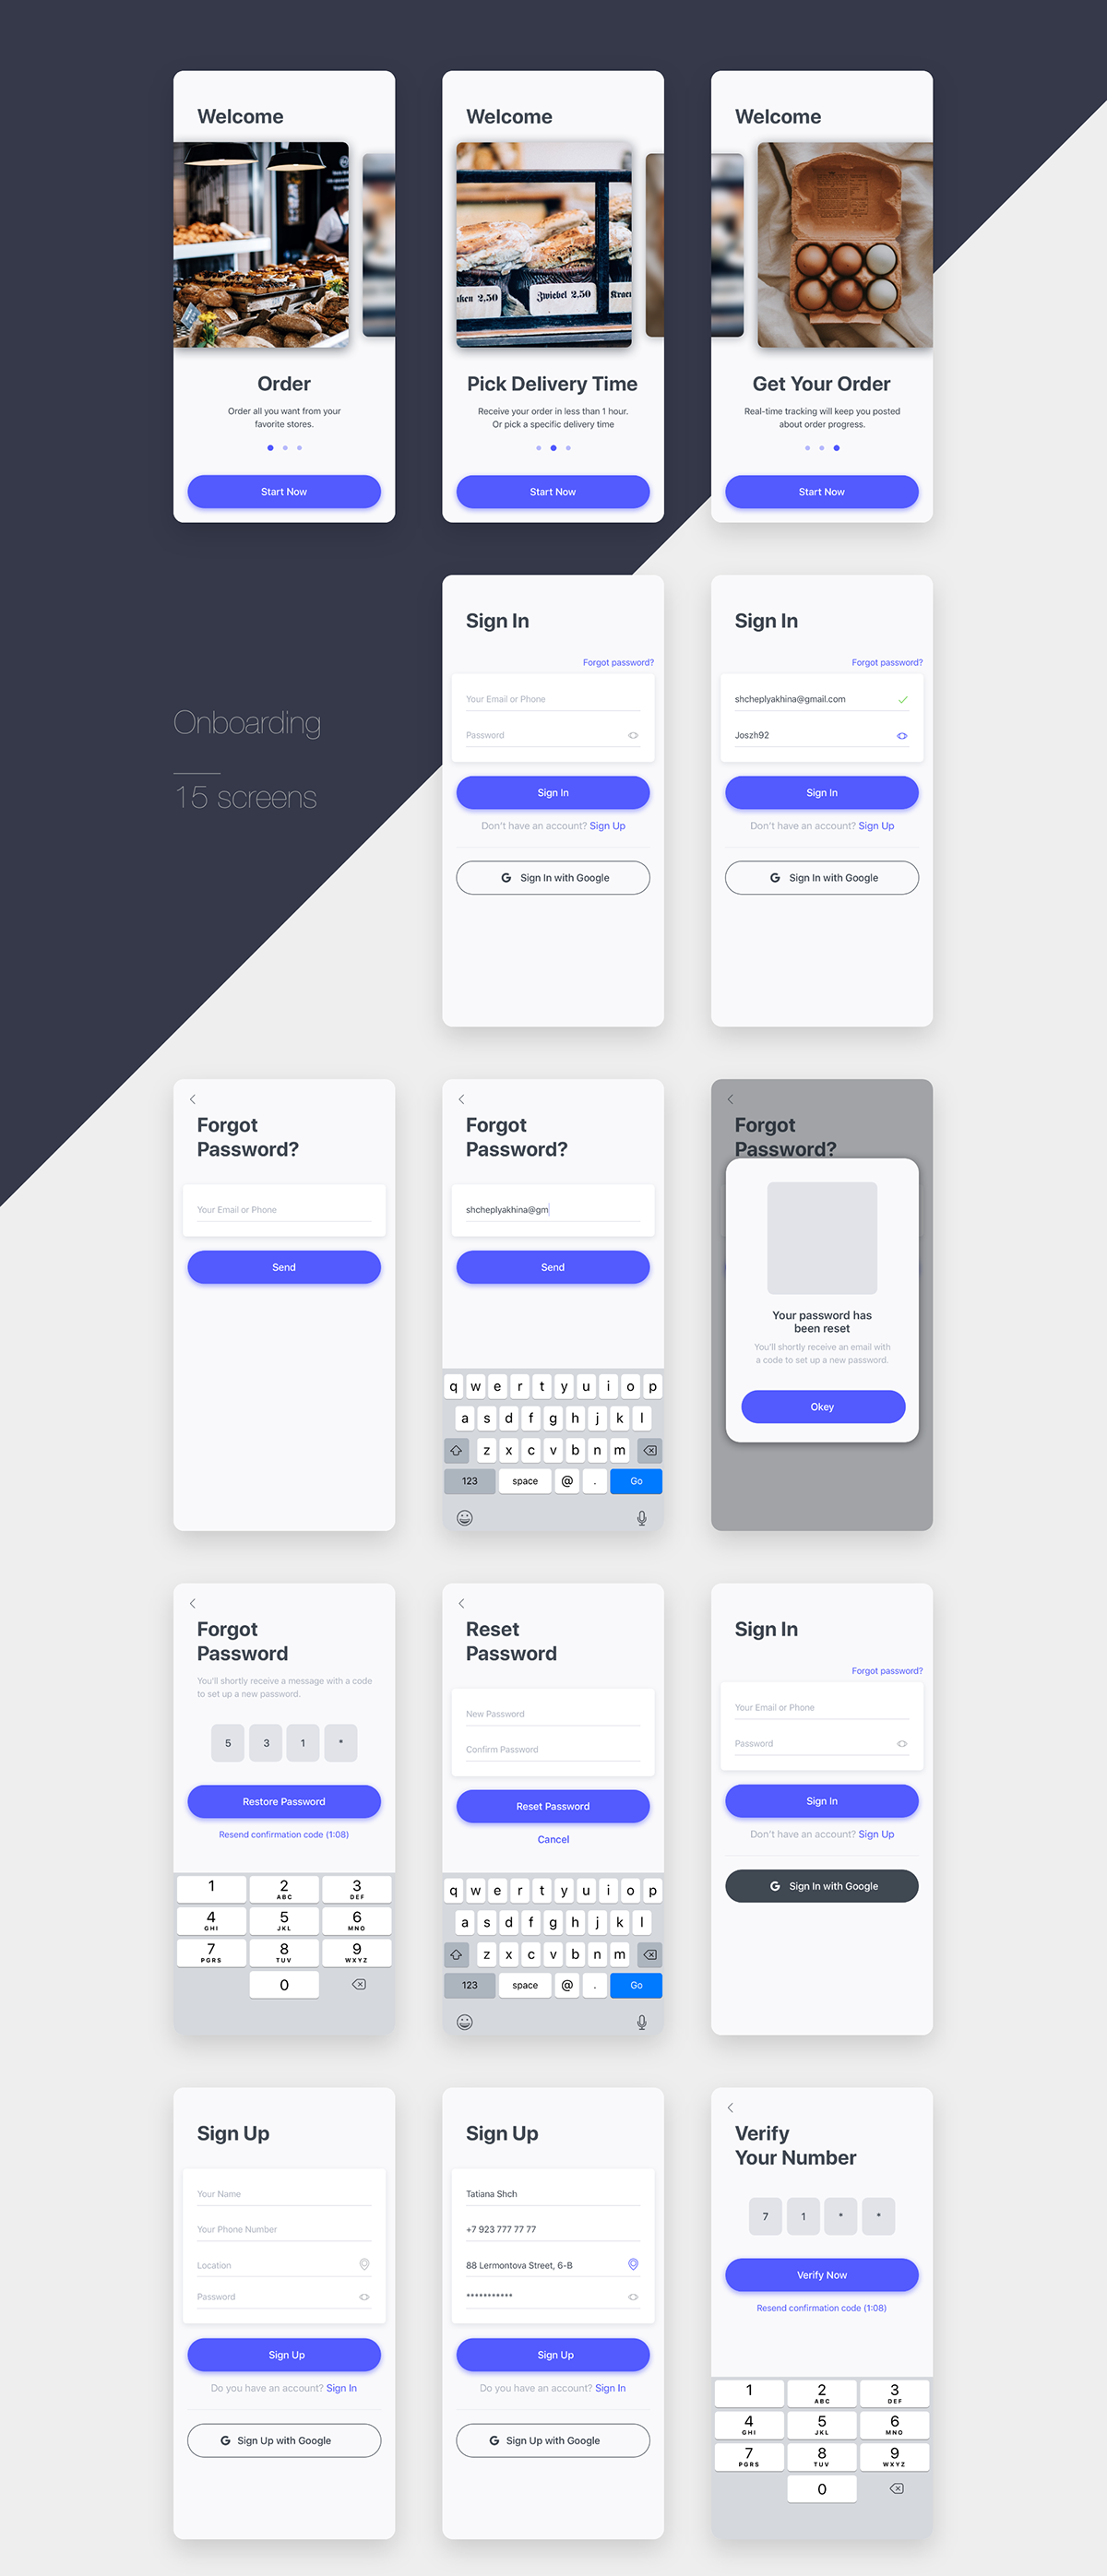 Welcome
2,50
Order
Order all you want from your
favorite stores.
Start Now
Welcome
ken 2,50
Zwiebel 2,50
Pick Delivery Time
Receive your order in less than 1 hour.
Or pick a specific delivery time
Start Now
Welcome
Get Your Order
Real-time tracking will keep you posted
about order progress.
Start Now
Onboarding
15 screens
Sign In
Forgot password?
Your Email or Phone
Password
Sign In
Don't have an account? Sign Up
G Sign In with Google
Sign In
Forgot password?
shcheplyakhina@gmail.com
Joszh92
Sign In
Don't have an account? Sign Up
G Sign In with Google
Forgot
Password?
Your Email or Phone
Send
Forgot
Password?
shcheplyakhina@gm
Send
q w e r t y u i o p
a s d f g h j k l
z x c v b n m
123 space @ . Go
Forgot
Password?
Your password has
been reset
You'll shortly receive an email with
a code to set up a new password.
Okey
Forgot
Password
You'll shortly receive a message with a code
to set up a new password.
5 3 1 *
Restore Password
Resend confirmation code (1:08)
1 2 3
ABC DEF
4 5 6
GHI JKL MNO
7 8 9
PGRS TUV WXYZ
0
Reset
Password
New Password
Confirm Password
Reset Password
Cancel
q w e r t y u i o p
a s d f g h j k l
z x c v b n m
123 space @ . Go
Sign In
Forgot password?
Your Email or Phone
Password
Sign In
Don't have an account? Sign Up
G Sign In with Google
Sign Up
Your Name
Your Phone Number
Location
Password
Sign Up
Do you have an account? Sign In
G Sign Up with Google
Sign Up
Tatiana Shch
+7 923 777 77 77
88 Lermontova Street, 6-B
***********
Sign Up
Do you have an account? Sign In
G Sign Up with Google
Verify
Your Number
7 1 * *
Verify Now
Resend confirmation code (1:08)
1 2 3
ABC DEF
4 5 6
GHI JKL MNO
7 8 9
PGRS TUV WXYZ
0